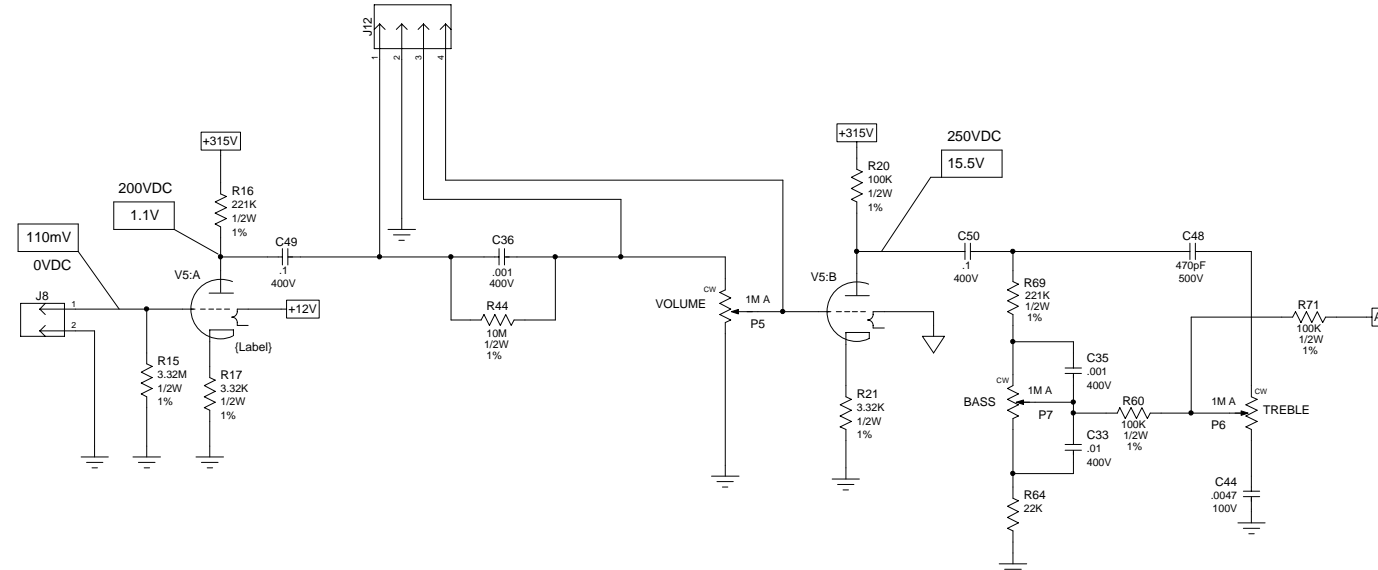 J12
1
2
3
4
+315V
R16
221K
1/2W
1%
200VDC
1.1V
110mV
0VDC
J8
1
2
V5:A
+12V
{Label}
R15
3.32M
1/2W
1%
R17
3.32K
1/2W
1%
C49
.1
400V
C36
.001
400V
R44
10M
1/2W
1%
CW
VOLUME
1M A
P5
+315V
R20
100K
1/2W
1%
250VDC
15.5V
V5:B
R21
3.32K
1/2W
1%
C50
.1
400V
C48
470pF
500V
R69
221K
1/2W
1%
CW
BASS
1M A
P7
C35
.001
400V
C33
.01
400V
R60
100K
1/2W
1%
R71
100K
1/2W
1%
1M A
P6
CW
TREBLE
R64
22K
C44
.0047
100V